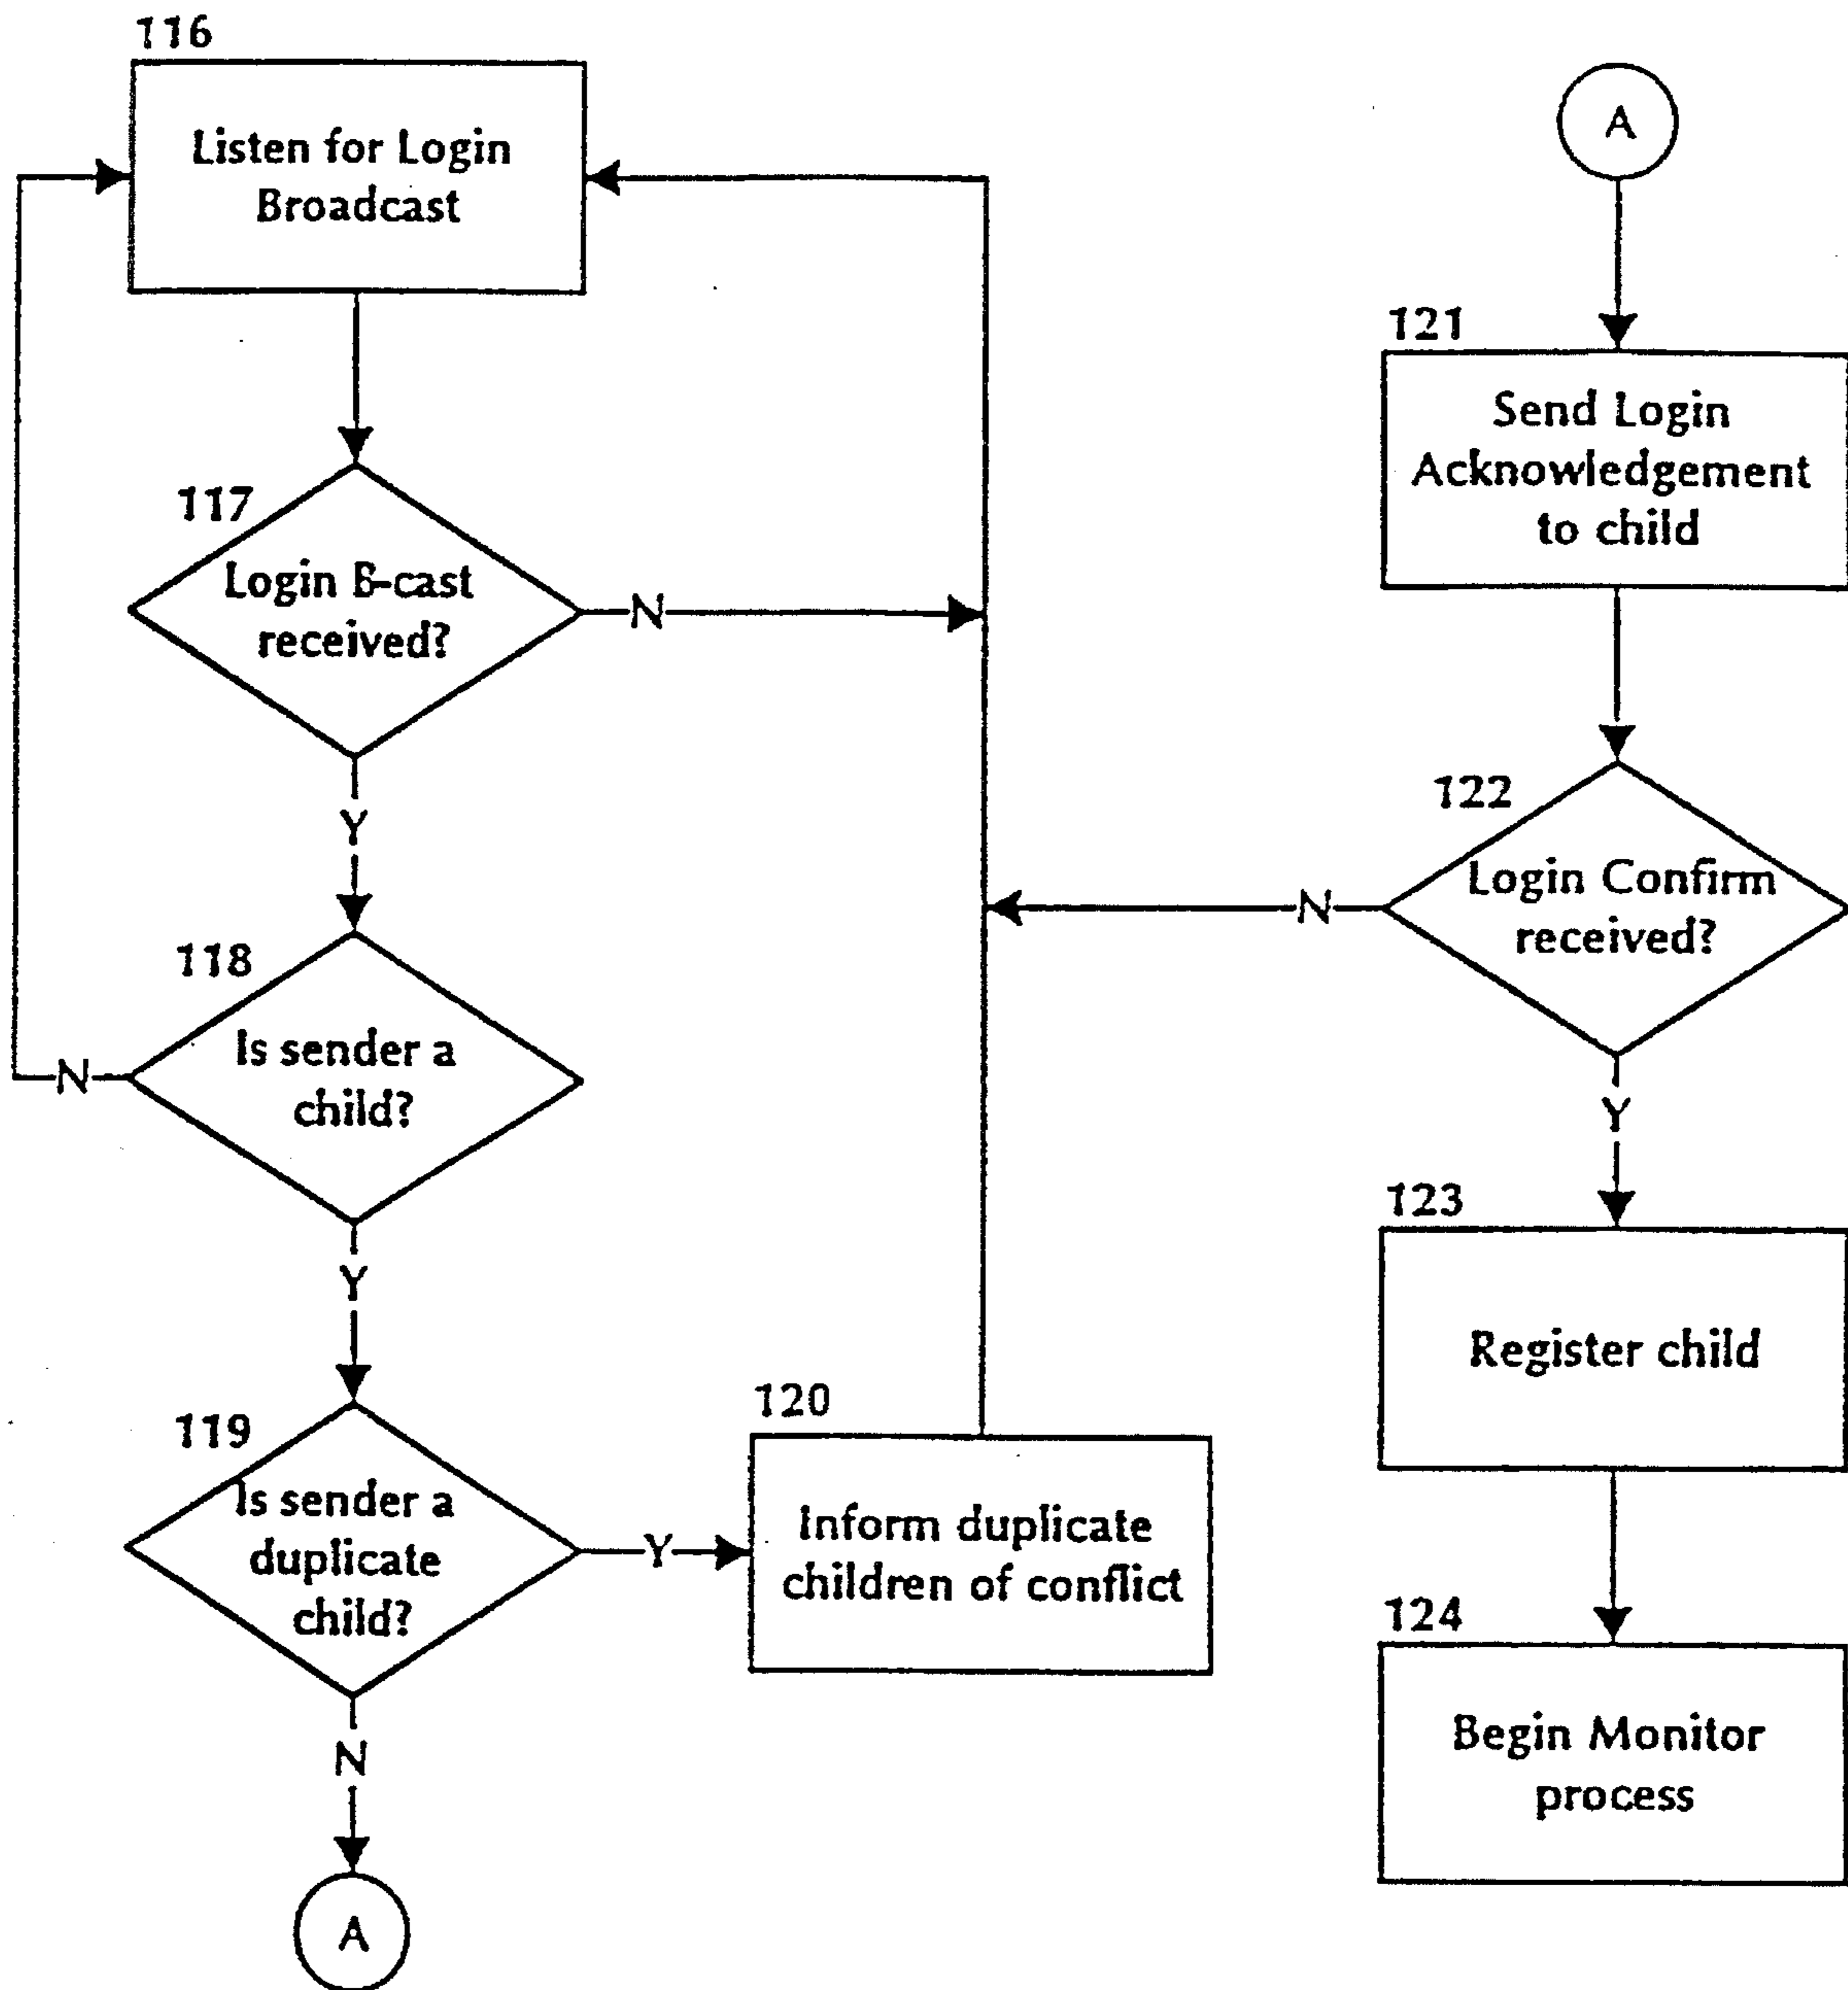 116
Listen for Login
Broadcast
117
Login B-cast
received?
N
Y
118
Is sender a
child?
N
Y
119
Is sender a
duplicate
child?
Y
N
A
120
Inform duplicate
children of conflict
A
121
Send Login
Acknowledgement
to child
122
Login Confirm
received?
N
Y
123
Register child
124
Begin Monitor
process